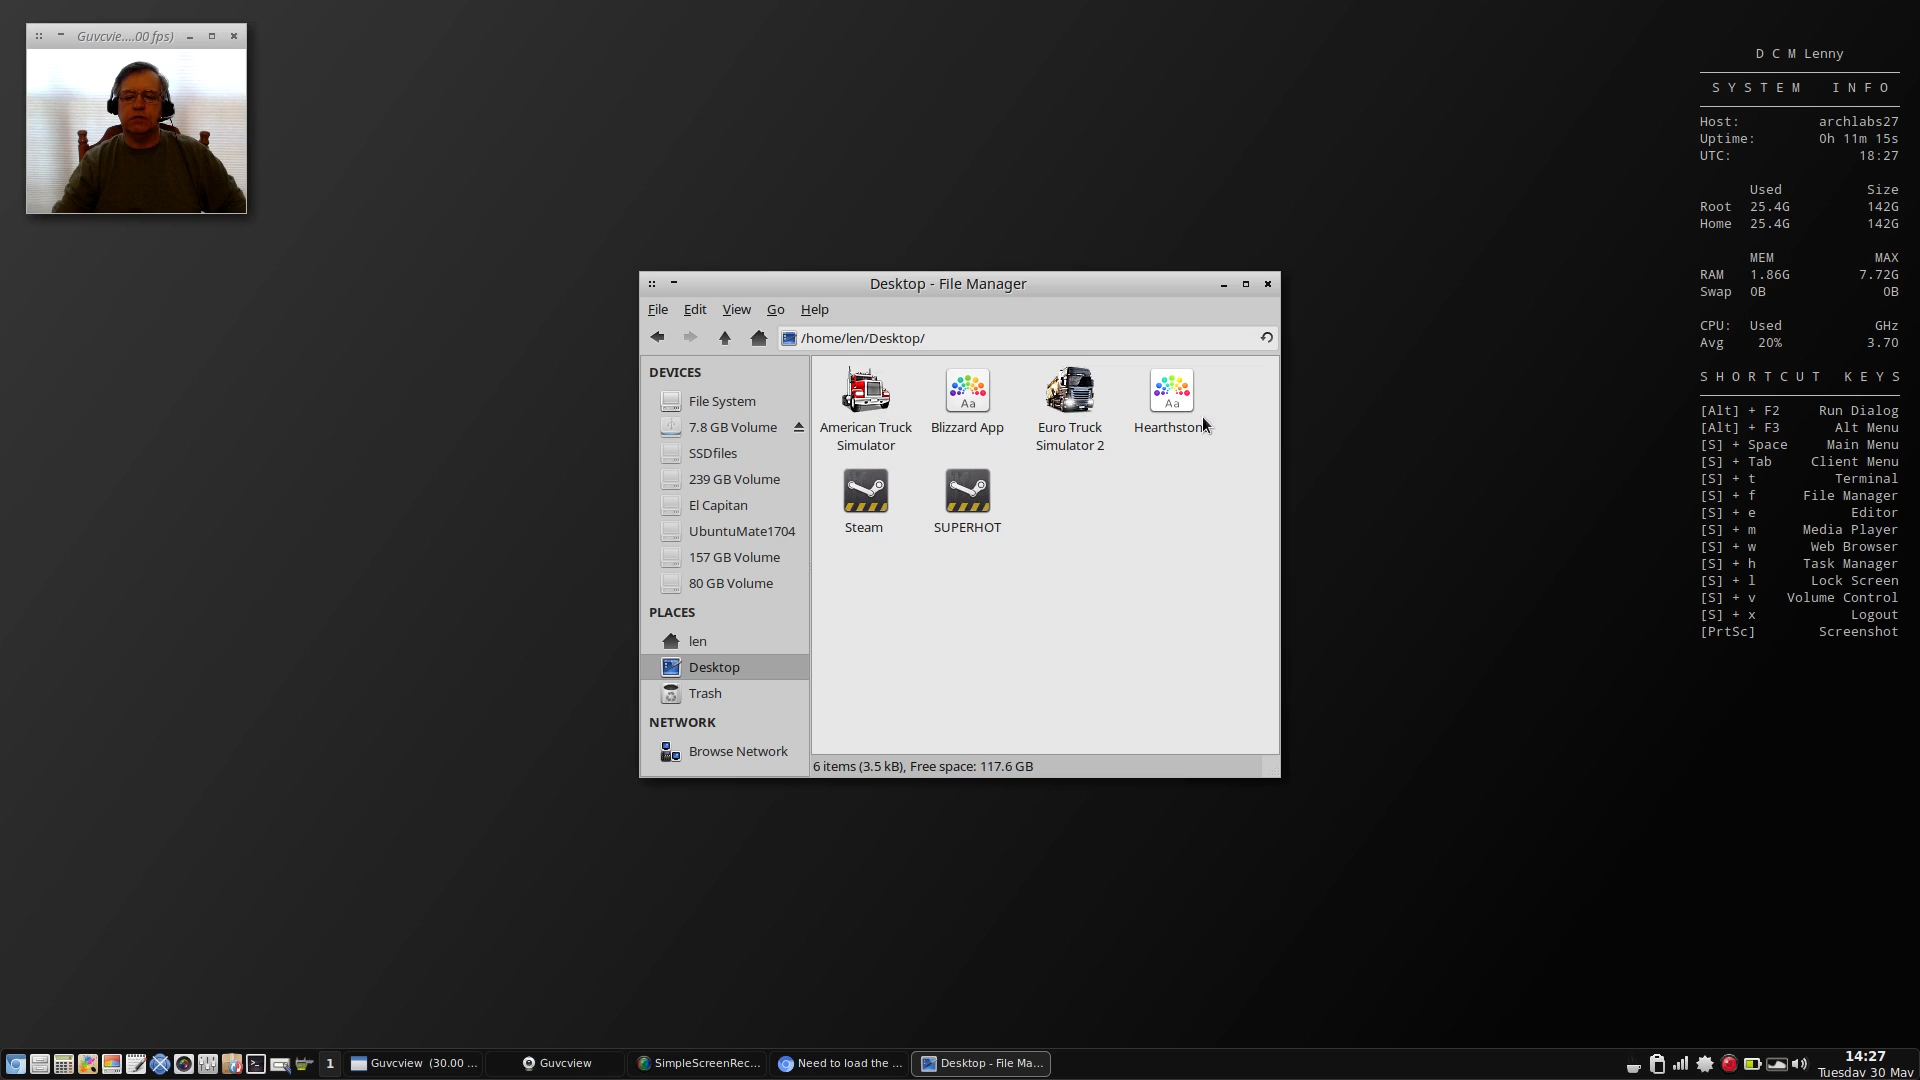 Guvcvie....00 fps)
D C M Lenny
S Y S T E M   I N F O
Host: archlabs27
Uptime: 0h 11m 15s
UTC: 18:27
Used Size
Root 25.4G 142G
Home 25.4G 142G
MEM MAX
RAM 1.86G 7.72G
Swap 0B 0B
CPU: Used GHz
Avg 20% 3.70
S H O R T C U T   K E Y S
[Alt] + F2 Run Dialog
[Alt] + F3 Alt Menu
[S] + Space Main Menu
[S] + Tab Client Menu
[S] + t Terminal
[S] + f File Manager
[S] + e Editor
[S] + m Media Player
[S] + w Web Browser
[S] + h Task Manager
[S] + l Lock Screen
[S] + v Volume Control
[S] + x Logout
[PrtSc] Screenshot
Desktop - File Manager
File Edit View Go Help
/home/len/Desktop/
DEVICES
File System
7.8 GB Volume
SSDfiles
239 GB Volume
El Capitan
UbuntuMate1704
157 GB Volume
80 GB Volume
PLACES
len
Desktop
Trash
NETWORK
Browse Network
Aa
Aa
American Truck
Simulator
Blizzard App
Euro Truck
Simulator 2
Hearthstone
Steam
SUPERHOT
6 items (3.5 kB), Free space: 117.6 GB
1
Guvcview (30.00 ...
Guvcview
SimpleScreenRec...
Need to load the ...
Desktop - File Ma...
14:27
Tuesday 30 May